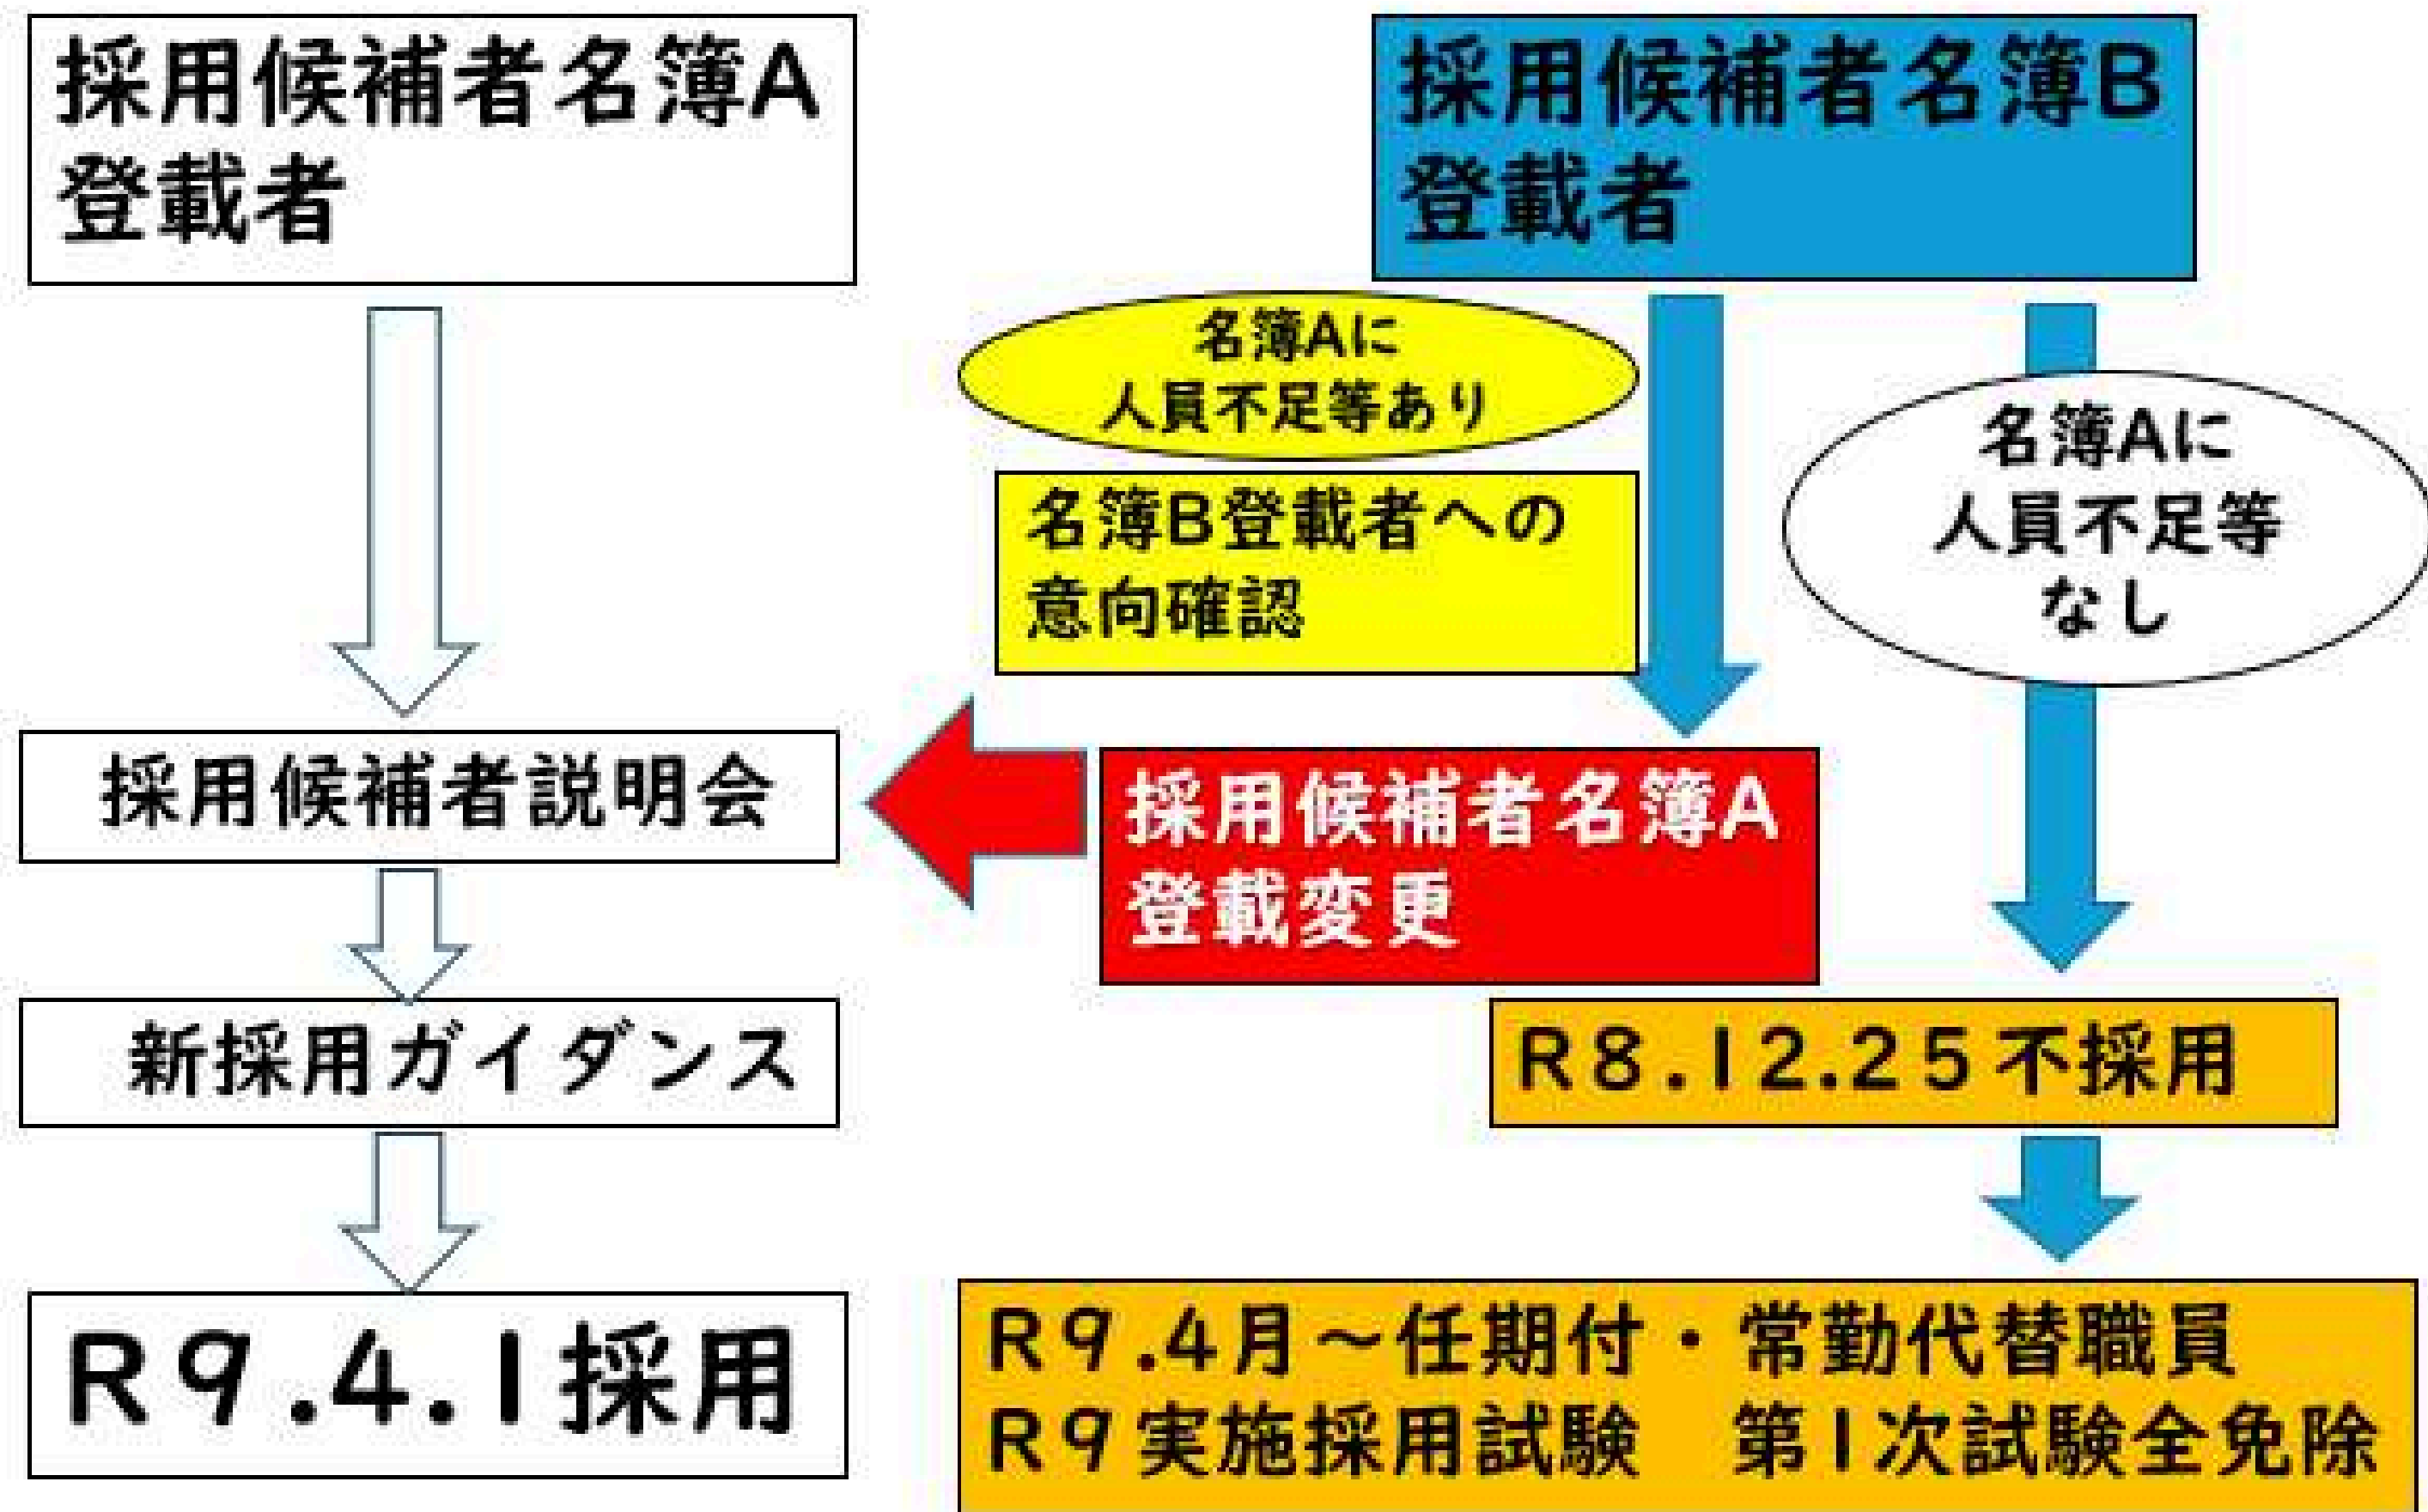 採用候補者名簿A
登載者
採用候補者名簿B
登載者
名簿Aに
人員不足等あり
名簿B登載者への
意向確認
名簿Aに
人員不足等
なし
採用候補者説明会
採用候補者名簿A
登載変更
新採用ガイダンス
R8.12.25不採用
R9.4.1採用
R9.4月～任期付・常勤代替職員
R9実施採用試験　第1次試験全免除